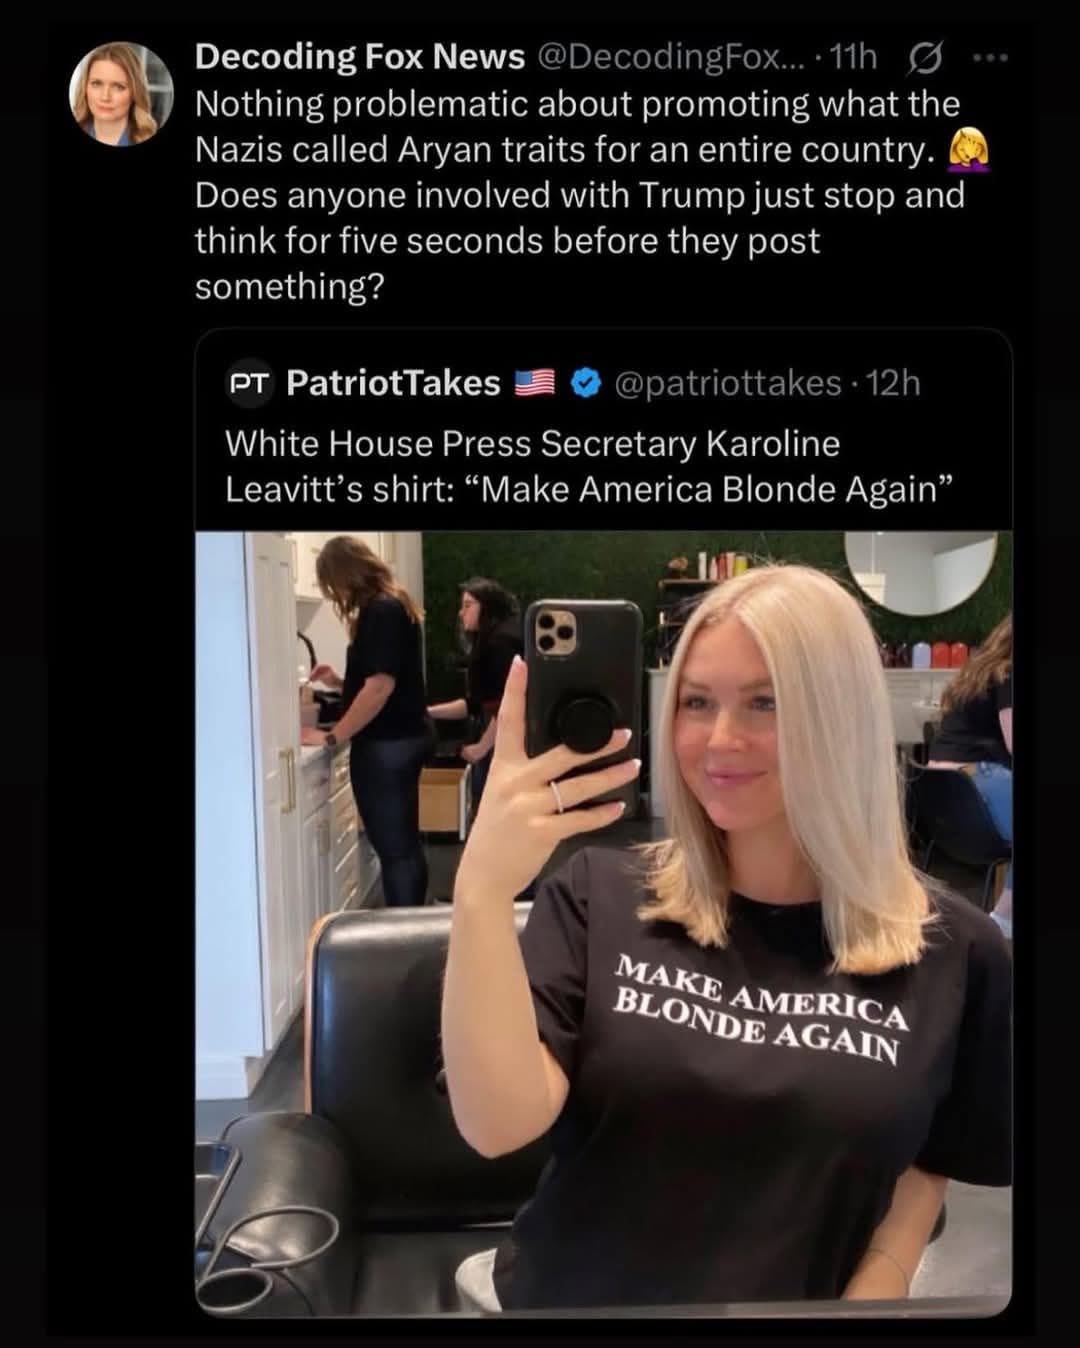 Decoding Fox News @DecodingFox... · 11h
Nothing problematic about promoting what the
Nazis called Aryan traits for an entire country. 🤦‍♀️
Does anyone involved with Trump just stop and
think for five seconds before they post
something?
PT PatriotTakes 🇺🇸 @patriottakes · 12h
White House Press Secretary Karoline
Leavitt’s shirt: “Make America Blonde Again”
MAKE AMERICA
BLONDE AGAIN